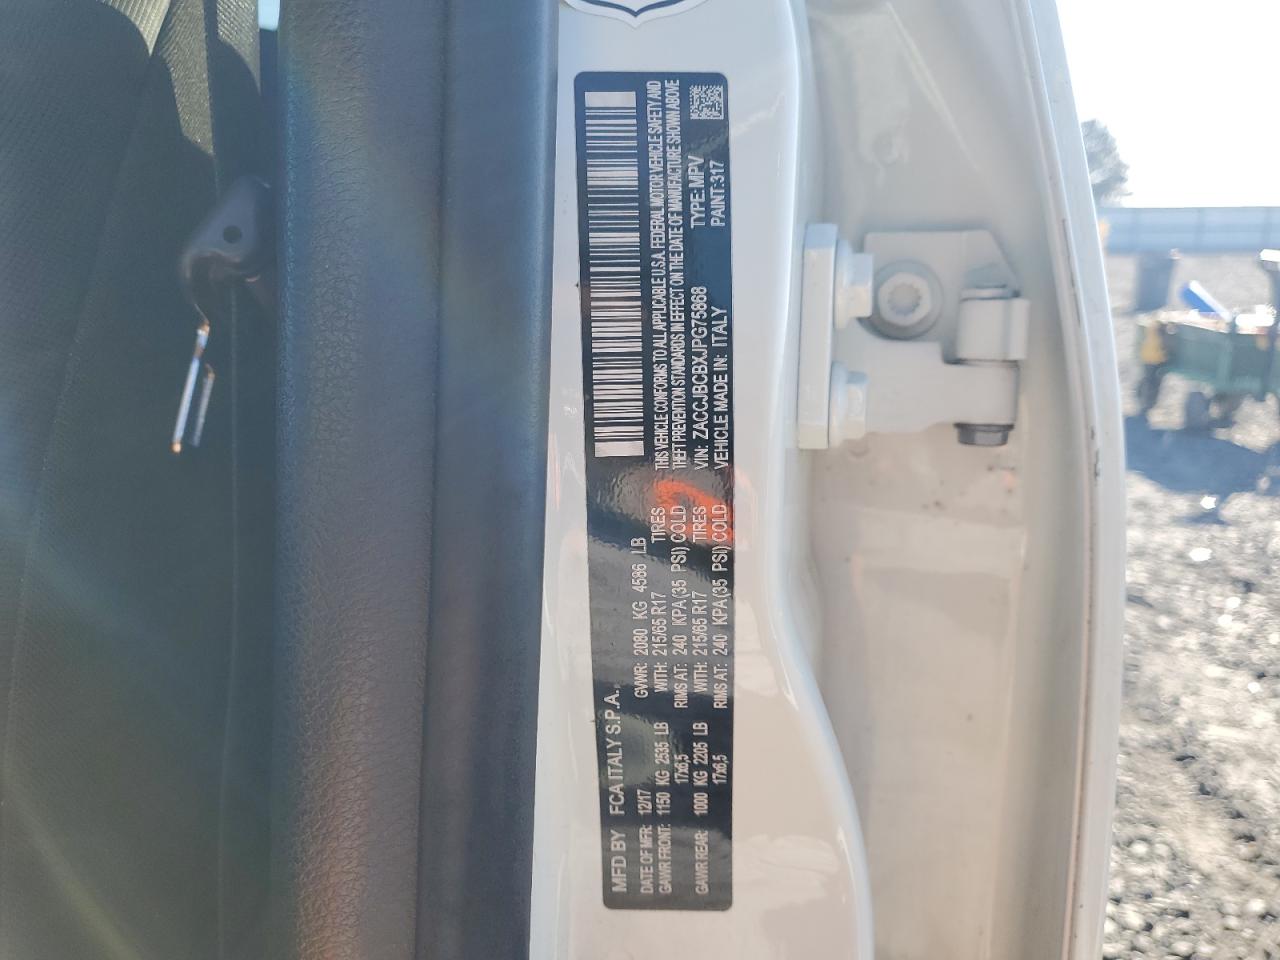 MFD BY FCA ITALY S.P.A.
DATE OF MFR: 12/17 GVWR: 2080 KG 4586 LB
GAWR FRONT: 1150 KG 2535 LB WITH: 215/65 R17 TIRES
17x6,5 RIMS AT: 240 KPA(35 PSI) COLD
GAWR REAR: 1000 KG 2205 LB WITH: 215/65 R17 TIRES
17x6,5 RIMS AT: 240 KPA(35 PSI) COLD
THIS VEHICLE CONFORMS TO ALL APPLICABLE U.S.A. FEDERAL MOTOR VEHICLE SAFETY AND
THEFT PREVENTION STANDARDS IN EFFECT ON THE DATE OF MANUFACTURE SHOWN ABOVE
VIN: ZACCJBCBXJPG75868 TYPE: MPV
VEHICLE MADE IN: ITALY PAINT:317